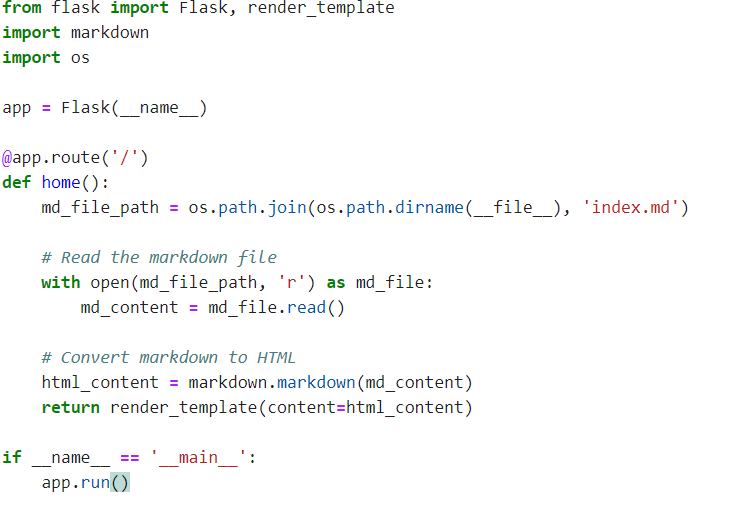 from flask import Flask, render_template
import markdown
import os
app = Flask(__name__)
@app.route('/')
def home():
md_file_path = os.path.join(os.path.dirname(__file__), 'index.md')
# Read the markdown file
with open(md_file_path, 'r') as md_file:
md_content = md_file.read()
# Convert markdown to HTML
html_content = markdown.markdown(md_content)
return render_template(content=html_content)
if __name__ == '__main__':
app.run()